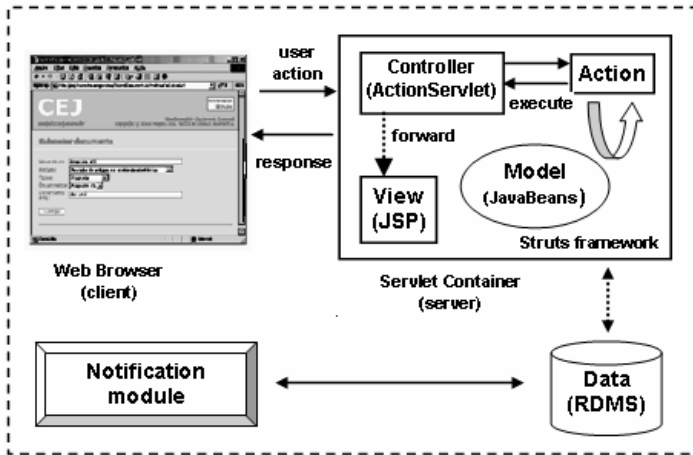 CEJ
user
action
response
Controller
(ActionServlet)
Action
execute
forward
View
(JSP)
Model
(JavaBeans)
Struts framework
Web Browser
(client)
Servlet Container
(server)
Notification
module
Data
(RDMS)